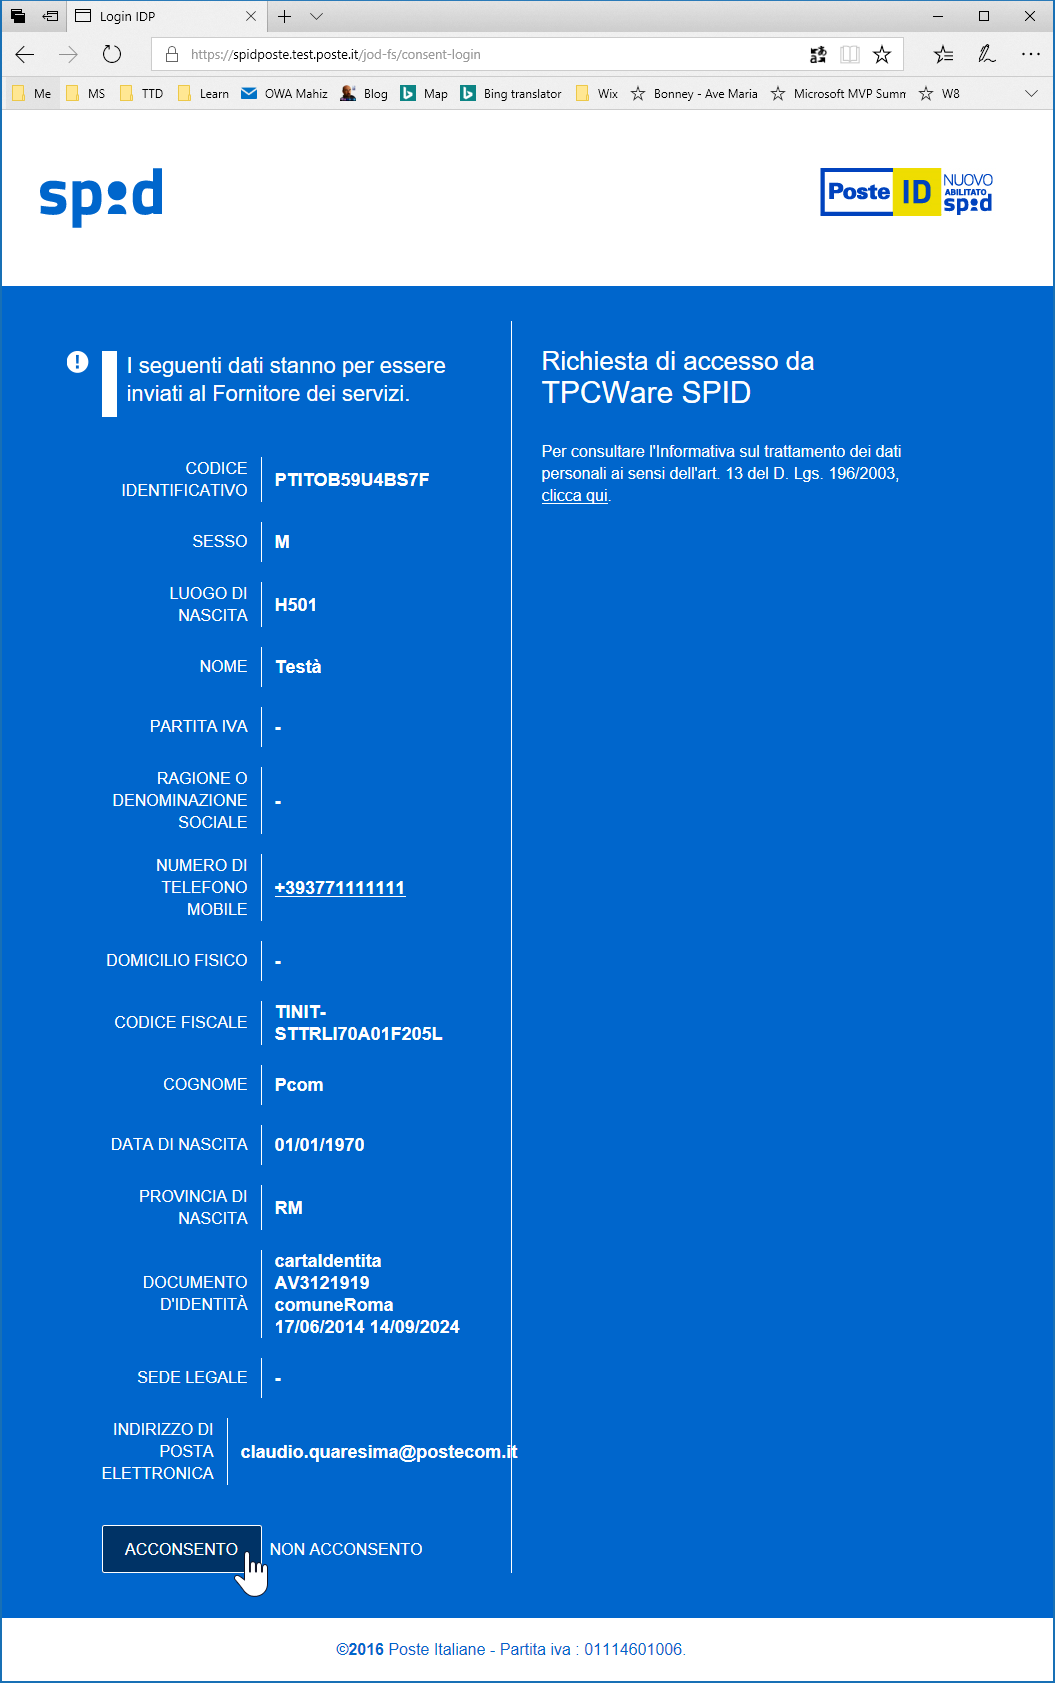 Login IDP
https://spidposte.test.poste.it/jod-fs/consent-login
Me MS TTD Learn OWA Mahiz Blog Map Bing translator Wix Bonney - Ave Maria Microsoft MVP Summ W8
spid
Poste ID NUOVO
ABILITATO
spid
I seguenti dati stanno per essere
inviati al Fornitore dei servizi.
CODICE
IDENTIFICATIVO
PTITOB59U4BS7F
SESSO
M
LUOGO DI
NASCITA
H501
NOME
Testà
PARTITA IVA
-
RAGIONE O
DENOMINAZIONE
SOCIALE
-
NUMERO DI
TELEFONO
MOBILE
+393771111111
DOMICILIO FISICO
-
CODICE FISCALE
TINIT-
STTRLI70A01F205L
COGNOME
Pcom
DATA DI NASCITA
01/01/1970
PROVINCIA DI
NASCITA
RM
DOCUMENTO
D'IDENTITÀ
cartaIdentita
AV3121919
comuneRoma
17/06/2014 14/09/2024
SEDE LEGALE
-
INDIRIZZO DI
POSTA
ELETTRONICA
claudio.quaresima@postecom.it
ACCONSENTO
NON ACCONSENTO
Richiesta di accesso da
TPCWare SPID
Per consultare l'Informativa sul trattamento dei dati
personali ai sensi dell'art. 13 del D. Lgs. 196/2003,
clicca qui.
©2016 Poste Italiane - Partita iva : 01114601006.